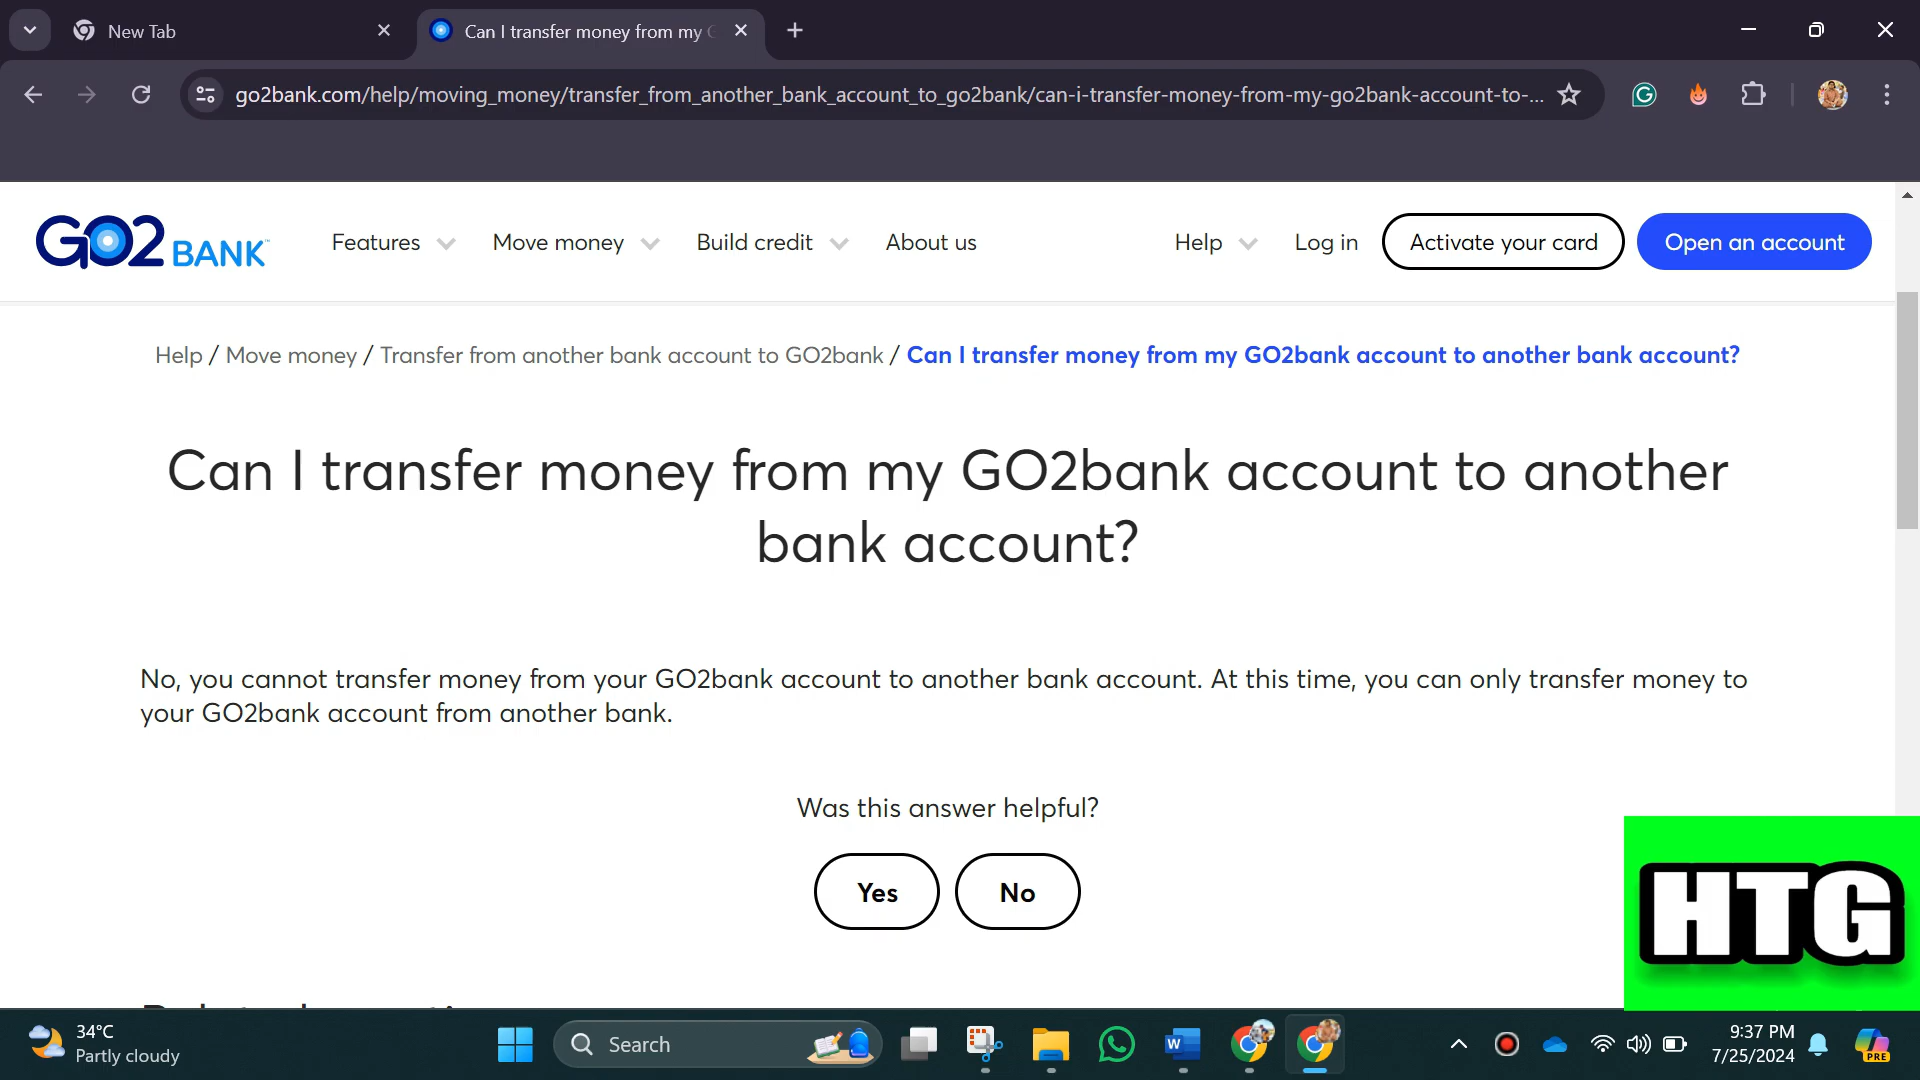 New Tab
Can I transfer money from my
go2bank.com/help/moving_money/transfer_from_another_bank_account_to_go2bank/can-i-transfer-money-from-my-go2bank-account-to-...
GO2 BANK
Features
Move money
Build credit
About us
Help
Log in
Activate your card
Open an account
Help / Move money / Transfer from another bank account to GO2bank / Can I transfer money from my GO2bank account to another bank account?
Can I transfer money from my GO2bank account to another
bank account?
No, you cannot transfer money from your GO2bank account to another bank account. At this time, you can only transfer money to
your GO2bank account from another bank.
Was this answer helpful?
Yes
No
HTG
34°C
Partly cloudy
Search
9:37 PM
7/25/2024
PRE